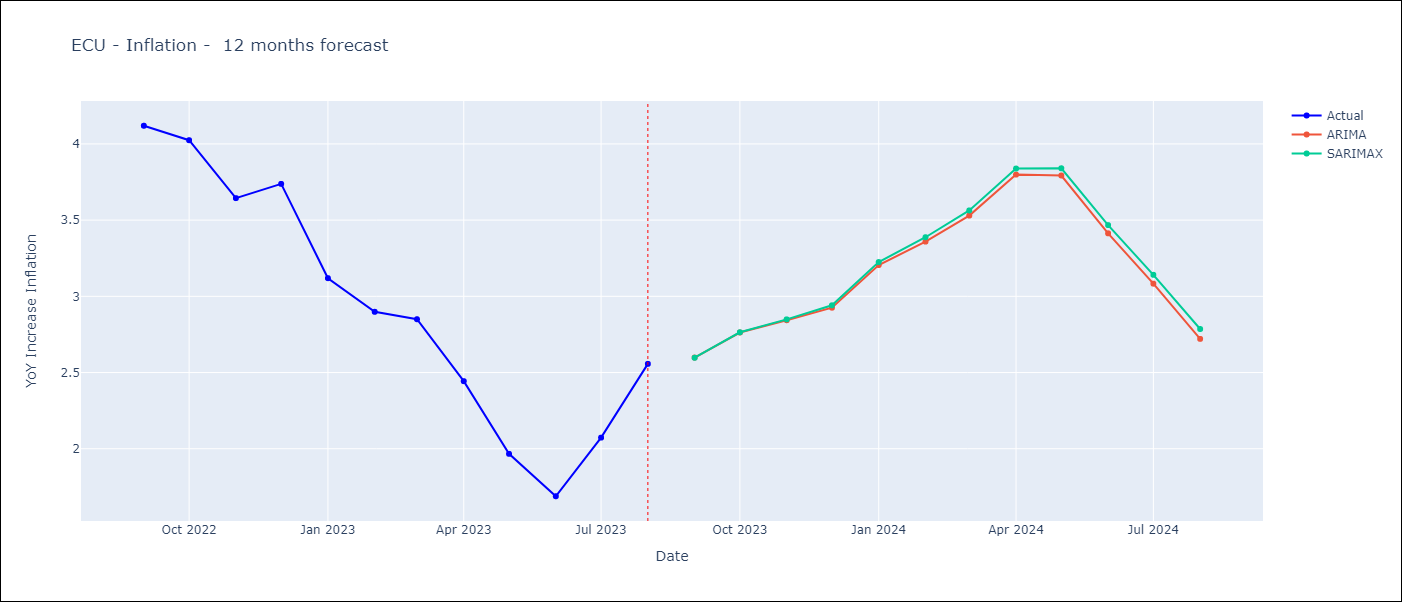 ECU - Inflation -  12 months forecast
Actual
ARIMA
SARIMAX
YoY Increase Inflation
4
3.5
3
2.5
2
Oct 2022
Jan 2023
Apr 2023
Jul 2023
Oct 2023
Jan 2024
Apr 2024
Jul 2024
Date